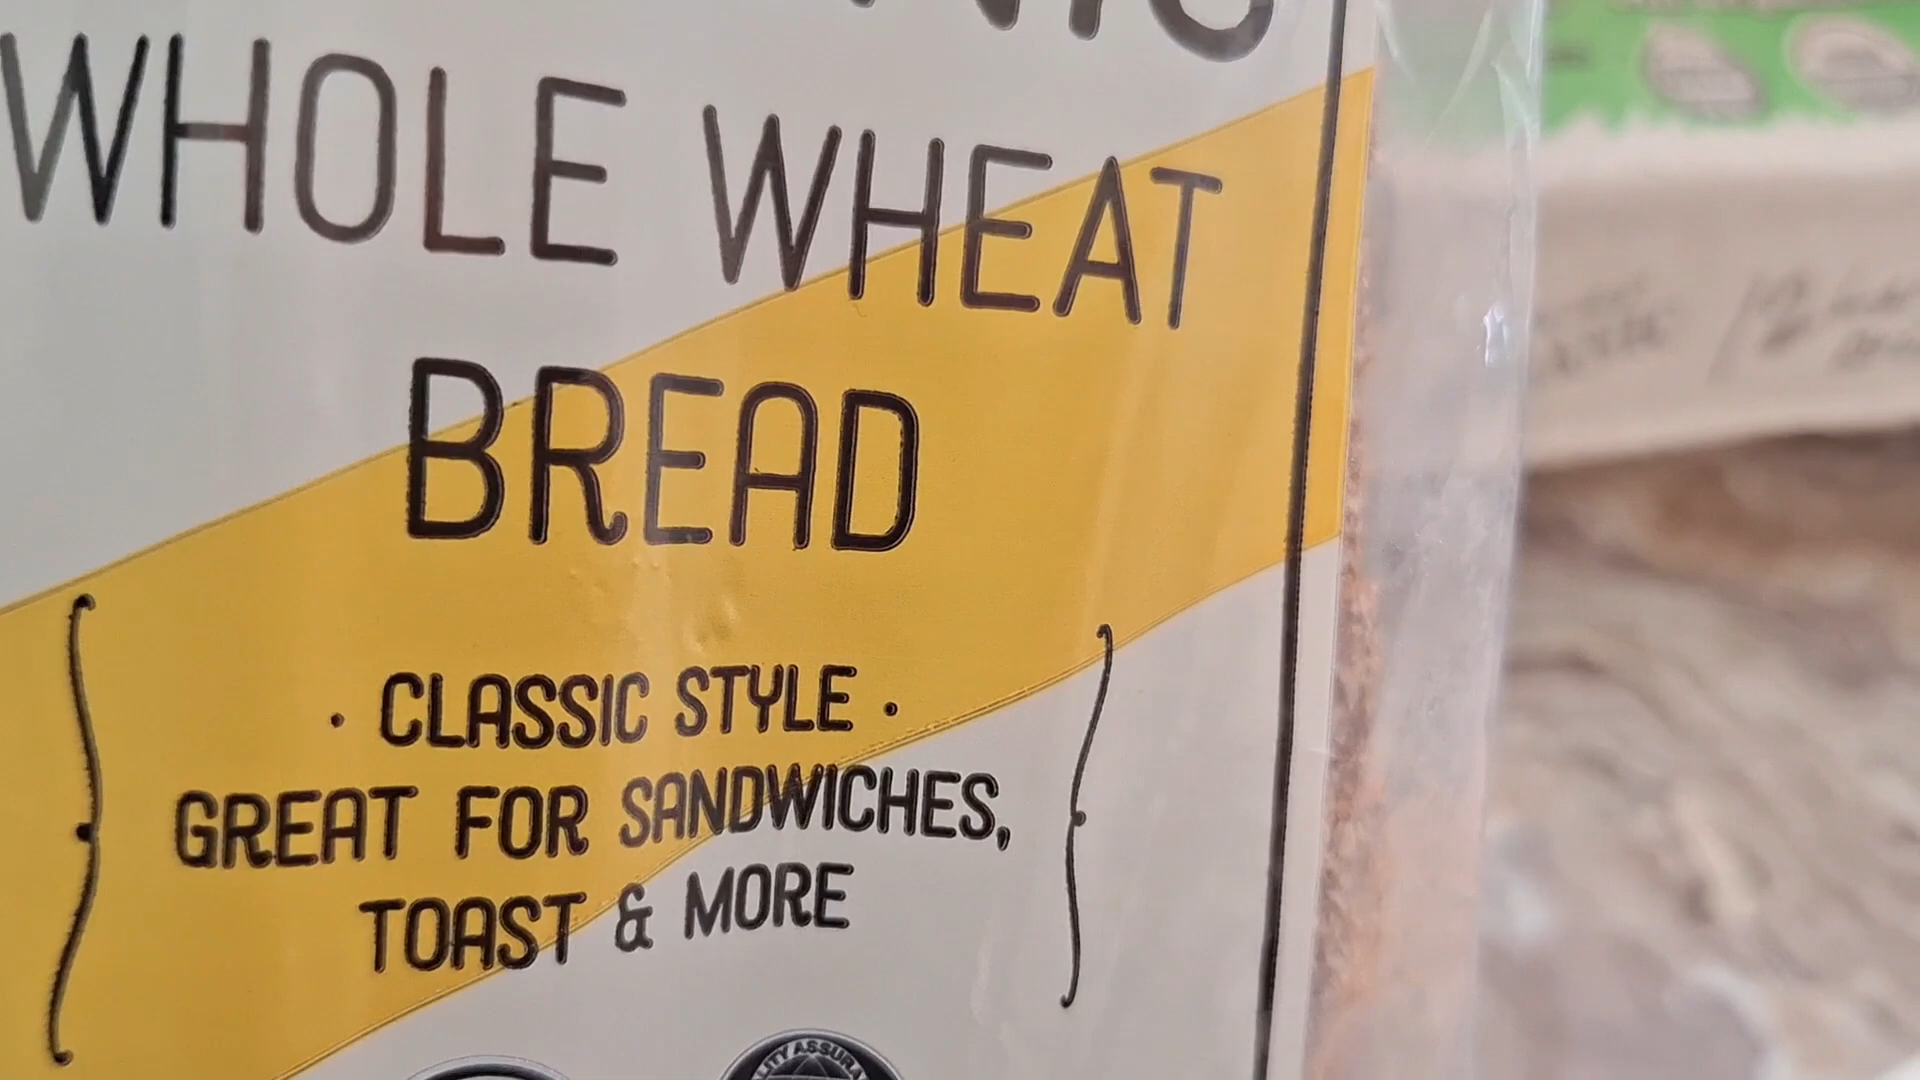 WHOLE WHEAT
BREAD
· CLASSIC STYLE ·
GREAT FOR SANDWICHES,
TOAST & MORE